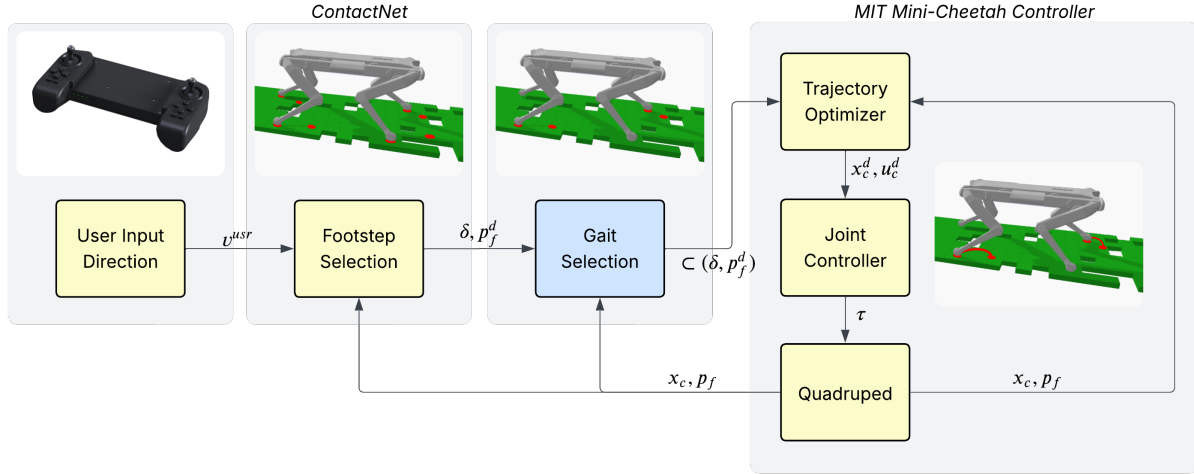 ContactNet
MIT Mini-Cheetah Controller
User Input
Direction
υ^{usr}
Footstep
Selection
δ, p_f^d
Gait
Selection
⊂ (δ, p_f^d)
Trajectory
Optimizer
x_c^d, u_c^d
Joint
Controller
τ
Quadruped
x_c, p_f
x_c, p_f